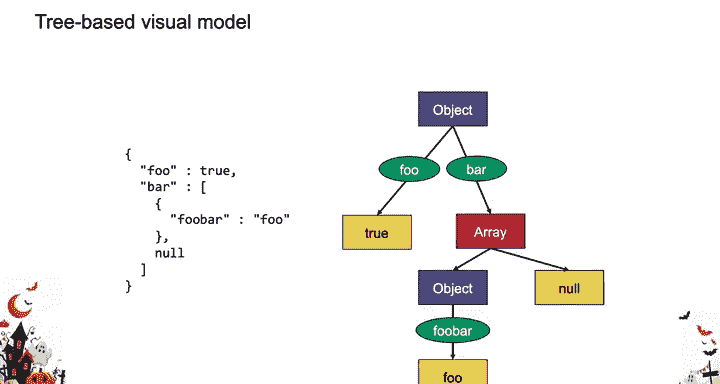 Tree-based visual model
{
"foo" : true,
"bar" : [
{
"foobar" : "foo"
},
null
]
}
Object
foo
bar
true
Array
Object
null
foobar
foo